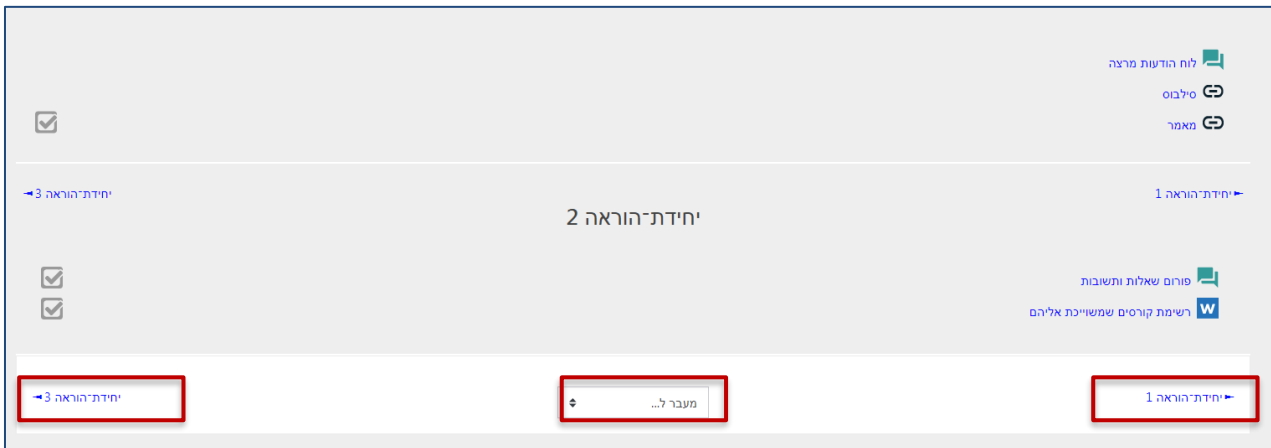 לוח הודעות מרצה
סילבוס
מאמר
יחידת־הוראה 1
יחידת־הוראה 3
יחידת־הוראה 2
פורום שאלות ותשובות
רשימת קורסים שמשוייכת אליהם
יחידת־הוראה 1
מעבר ל...
יחידת־הוראה 3